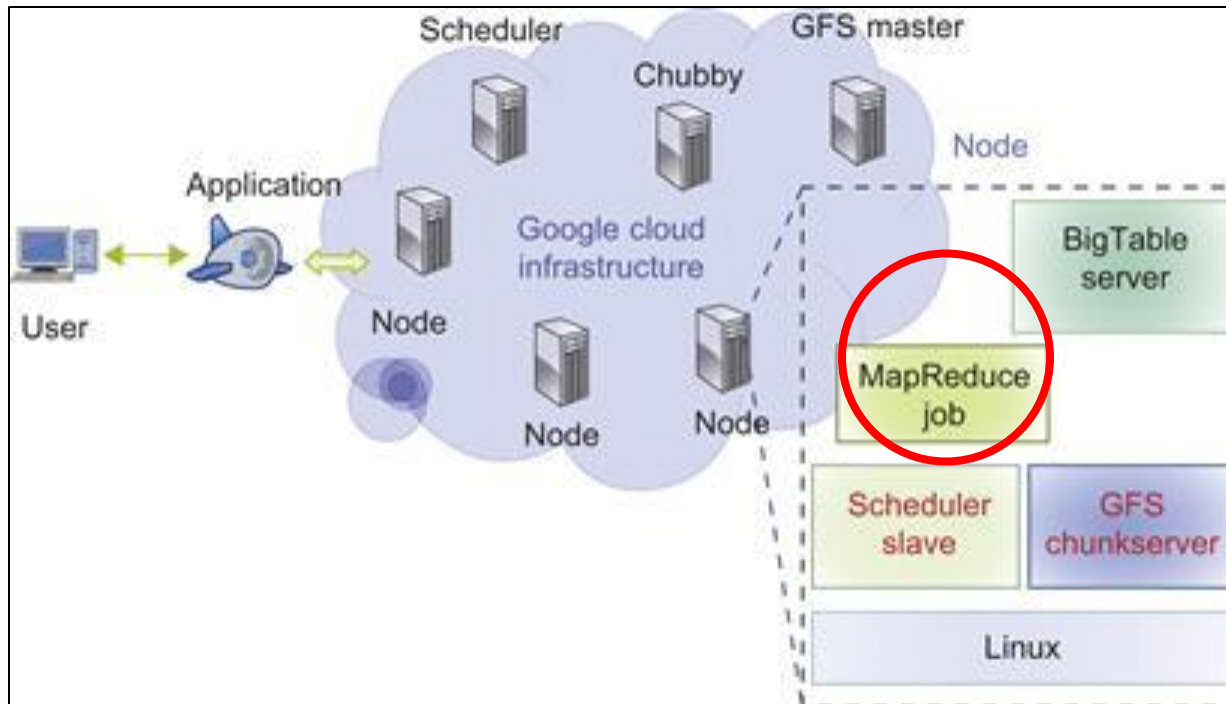 Scheduler
GFS master
Chubby
Node
Application
Google cloud
infrastructure
BigTable
server
User
Node
MapReduce
job
Node
Node
Scheduler
slave
GFS
chunkserver
Linux